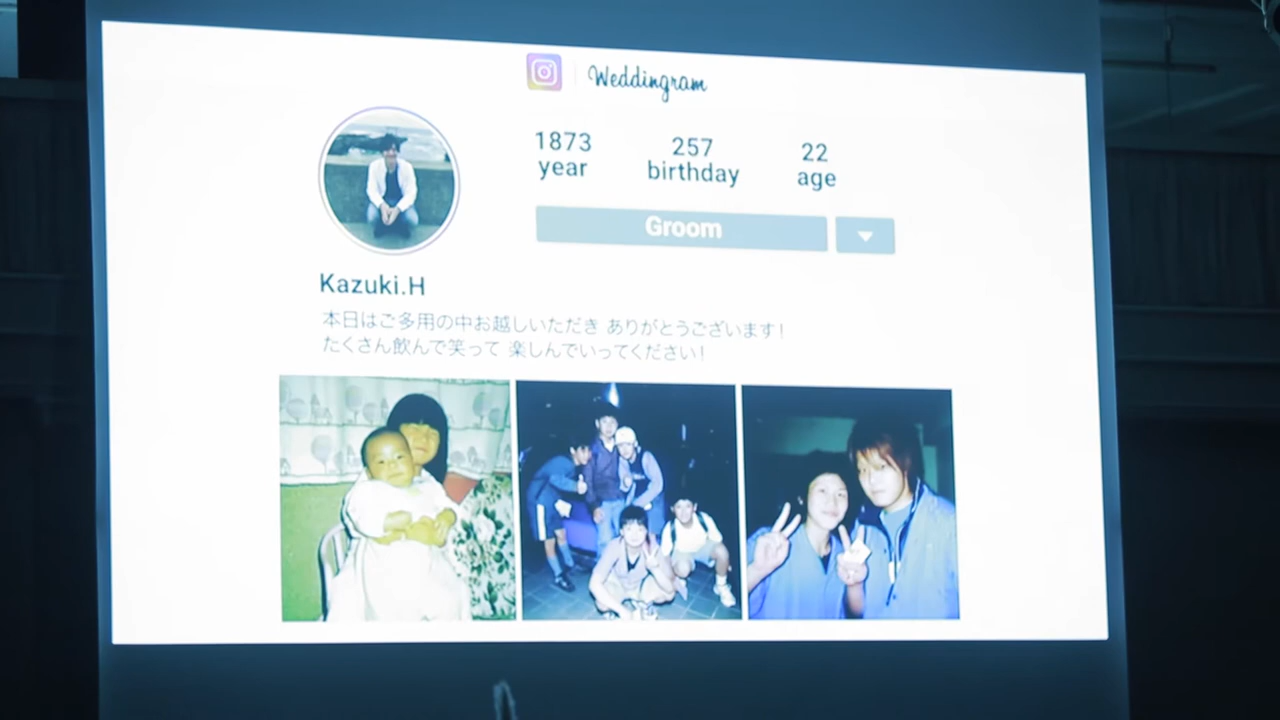 Weddingram
1873 257 22
year birthday age
Groom
Kazuki.H
本日はご多用の中お越しいただき ありがとうございます!
たくさん飲んで笑って 楽しんでいってください!